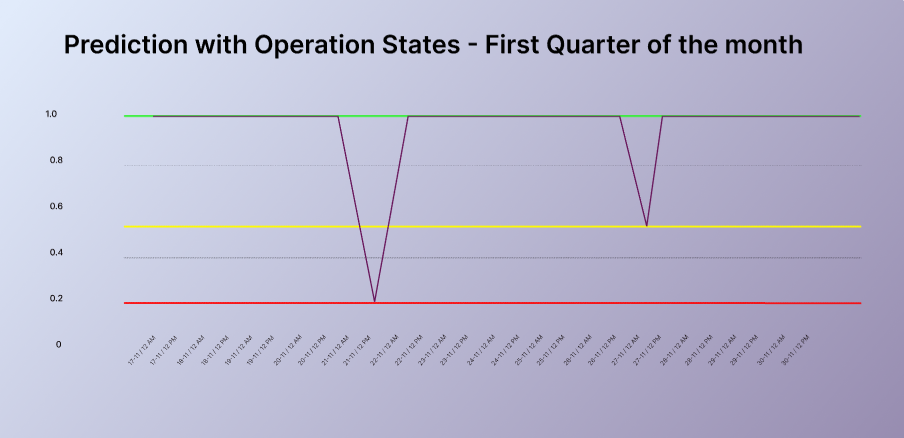 Prediction with Operation States - First Quarter of the month
1.0
0.8
0.6
0.4
0.2
0
17-11 / 12 AM
17-11 / 12 PM
18-11 / 12 AM
18-11 / 12 PM
19-11 / 12 AM
19-11 / 12 PM
20-11 / 12 AM
20-11 / 12 PM
21-11 / 12 AM
21-11 / 12 PM
22-11 / 12 AM
22-11 / 12 PM
23-11 / 12 AM
23-11 / 12 PM
24-11 / 12 AM
24-11 / 12 PM
25-11 / 12 AM
25-11 / 12 PM
26-11 / 12 AM
26-11 / 12 PM
27-11 / 12 AM
27-11 / 12 PM
28-11 / 12 AM
28-11 / 12 PM
29-11 / 12 AM
29-11 / 12 PM
30-11 / 12 AM
30-11 / 12 PM